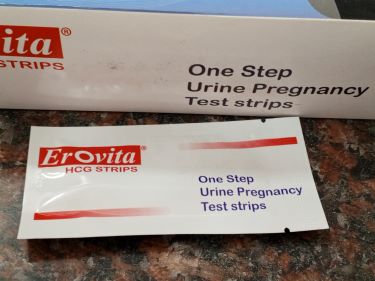 ita®
STRIPS
One Step
Urine Pregnancy
Test strips
Erovita®
HCG STRIPS
One Step
Urine Pregnancy
Test strips